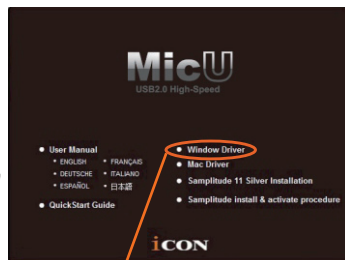 MicU
USB2.0 High-Speed
User Manual
ENGLISH FRANÇAIS
DEUTSCHE ITALIANO
ESPAÑOL 日本語
QuickStart Guide
Window Driver
Mac Driver
Samplitude 11 Silver Installation
Samplitude install & activate procedure
iCON